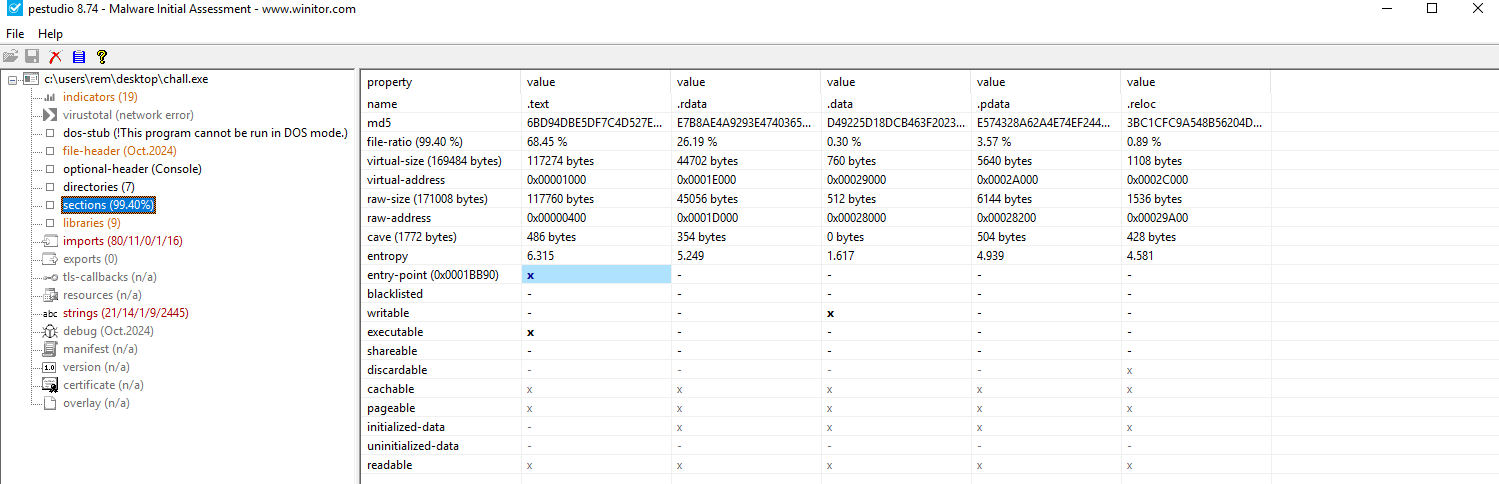 pestudio 8.74 - Malware Initial Assessment - www.winitor.com
File Help
c:\users\rem\desktop\chall.exe
indicators (19)
virustotal (network error)
dos-stub (!This program cannot be run in DOS mode.)
file-header (Oct.2024)
optional-header (Console)
directories (7)
sections (99.40%)
libraries (9)
imports (80/11/0/1/16)
exports (0)
tls-callbacks (n/a)
resources (n/a)
abc strings (21/14/1/9/2445)
debug (Oct.2024)
manifest (n/a)
1.0 version (n/a)
certificate (n/a)
overlay (n/a)
property value value value value value
name .text .rdata .data .pdata .reloc
md5 6BD94DBE5DF7C4D527E... E7B8AE4A9293E4740365... D49225D18DCB463F2023... E574328A62A4E74EF244... 3BC1CFC9A548B56204D...
file-ratio (99.40 %) 68.45 % 26.19 % 0.30 % 3.57 % 0.89 %
virtual-size (169484 bytes) 117274 bytes 44702 bytes 760 bytes 5640 bytes 1108 bytes
virtual-address 0x00001000 0x0001E000 0x00029000 0x0002A000 0x0002C000
raw-size (171008 bytes) 117760 bytes 45056 bytes 512 bytes 6144 bytes 1536 bytes
raw-address 0x00000400 0x0001D000 0x00028000 0x00028200 0x00029A00
cave (1772 bytes) 486 bytes 354 bytes 0 bytes 504 bytes 428 bytes
entropy 6.315 5.249 1.617 4.939 4.581
entry-point (0x0001BB90) x - - - -
blacklisted - - - - -
writable - - x - -
executable x - - - -
shareable - - - - -
discardable - - - - x
cachable x x x x x
pageable x x x x x
initialized-data - x x x x
uninitialized-data - - - - -
readable x x x x x